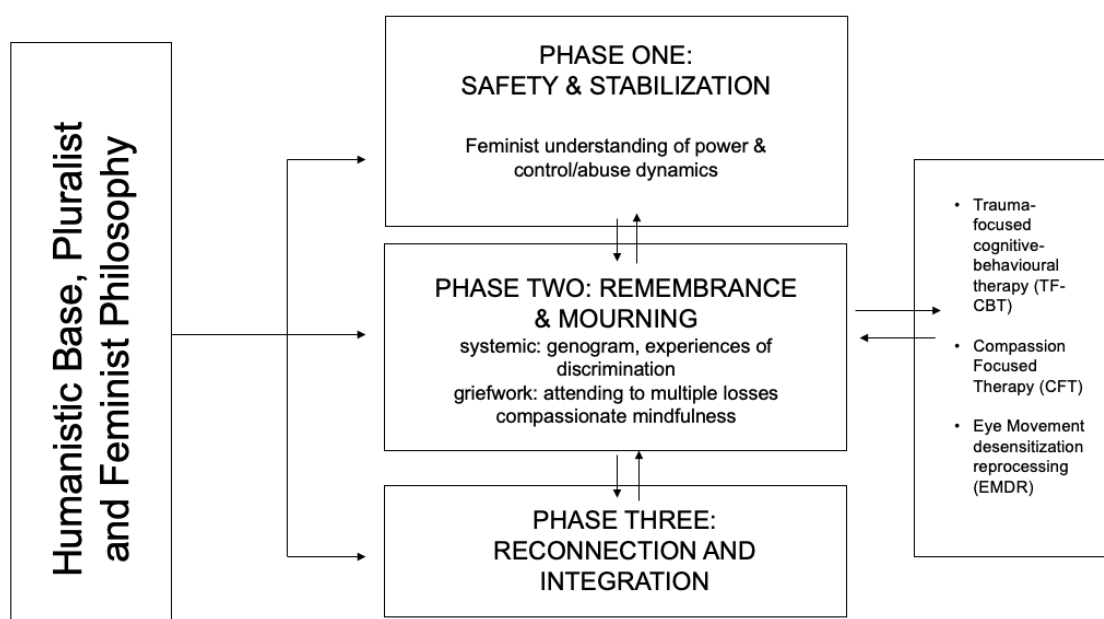 Humanistic Base, Pluralist
and Feminist Philosophy
PHASE ONE:
SAFETY & STABILIZATION
Feminist understanding of power &
control/abuse dynamics
PHASE TWO: REMEMBRANCE
& MOURNING
systemic: genogram, experiences of
discrimination
griefwork: attending to multiple losses
compassionate mindfulness
PHASE THREE:
RECONNECTION AND
INTEGRATION
• Trauma-
focused
cognitive-
behavioural
therapy (TF-
CBT)
• Compassion
Focused
Therapy (CFT)
• Eye Movement
desensitization
reprocessing
(EMDR)